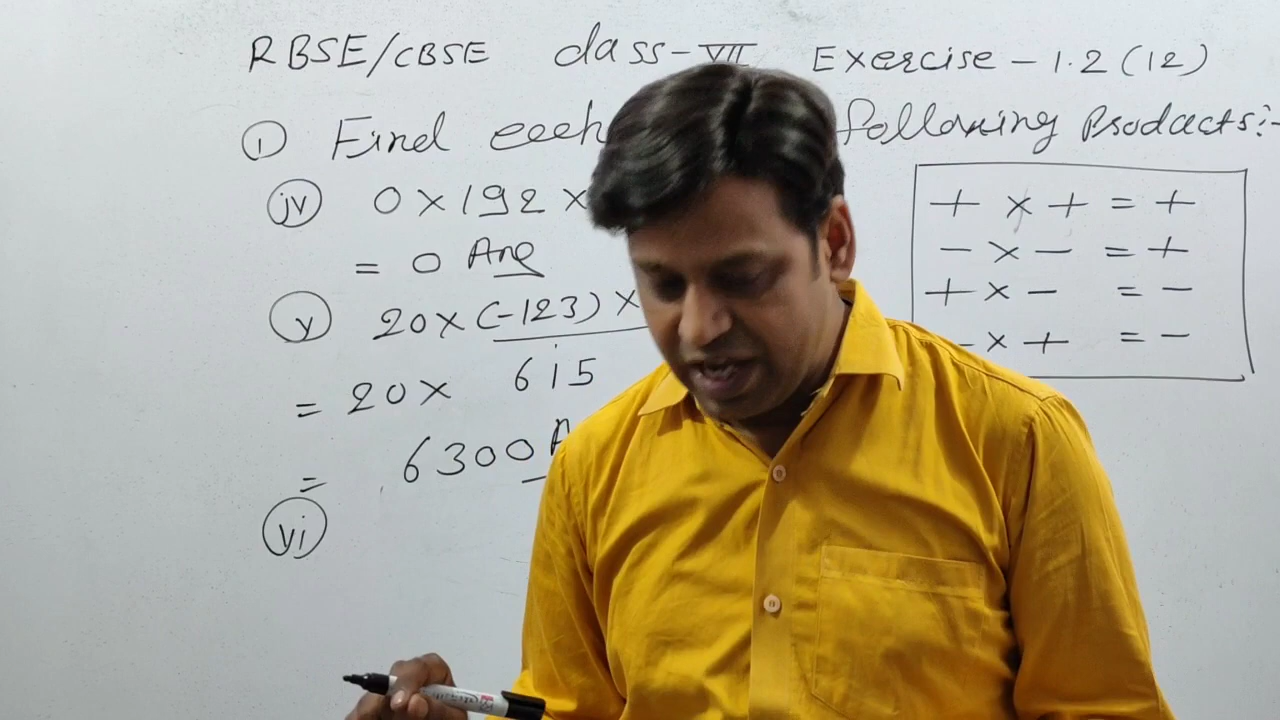 RBSE/CBSE class-VII Exercise-1.2(12)
(i) Find each following Products:-
(iv) 0×192×
= 0 Ans
(v) 20×(-123)×
= 20× 615
= 6300
(vi)
+ × + = +
- × - = +
+ × - = -
- × + = -